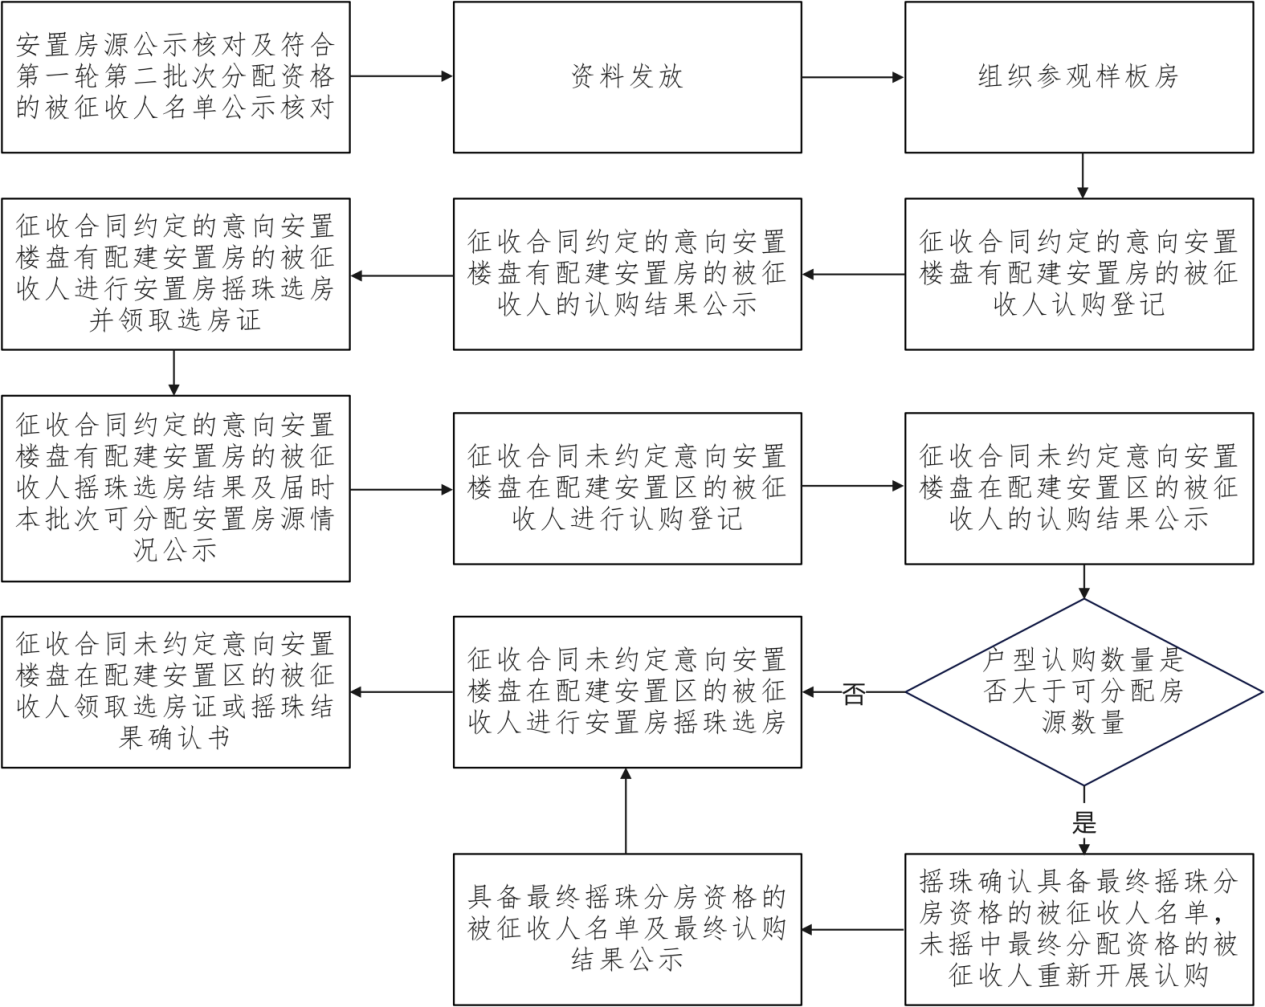 安置房源公示核对及符合
第一轮第二批次分配资格
的被征收人名单公示核对
资料发放
组织参观样板房
征收合同约定的意向安置
楼盘有配建安置房的被征
收人认购登记
征收合同约定的意向安置
楼盘有配建安置房的被征
收人的认购结果公示
征收合同约定的意向安置
楼盘有配建安置房的被征
收人进行安置房摇珠选房
并领取选房证
征收合同约定的意向安置
楼盘有配建安置房的被征
收人摇珠选房结果及届时
本批次可分配安置房源情
况公示
征收合同未约定意向安置
楼盘在配建安置区的被征
收人进行认购登记
征收合同未约定意向安置
楼盘在配建安置区的被征
收人的认购结果公示
户型认购数量是
否大于可分配房
源数量
否
是
摇珠确认具备最终摇珠分
房资格的被征收人名单，
未摇中最终分配资格的被
征收人重新开展认购
具备最终摇珠分房资格的
被征收人名单及最终认购
结果公示
征收合同未约定意向安置
楼盘在配建安置区的被征
收人进行安置房摇珠选房
征收合同未约定意向安置
楼盘在配建安置区的被征
收人领取选房证或摇珠结
果确认书